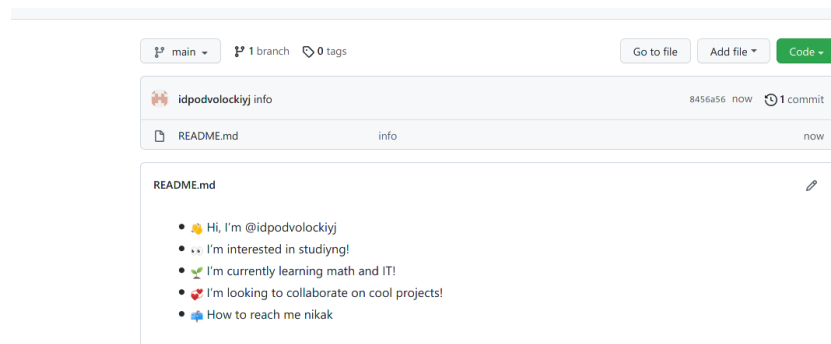 main 1 branch 0 tags Go to file Add file Code
idpodvolockiyj info 8456a56 now 1 commit
README.md info now
README.md
Hi, I'm @idpodvolockiyj
I'm interested in studiyng!
I'm currently learning math and IT!
I'm looking to collaborate on cool projects!
How to reach me nikak